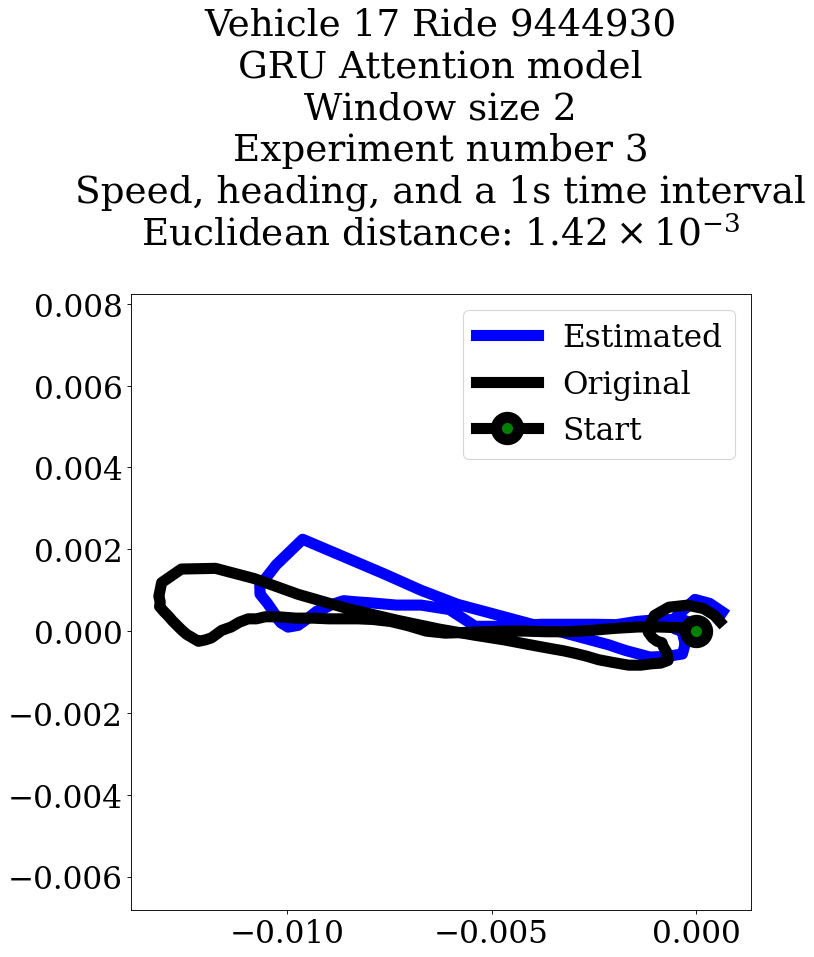 Vehicle 17 Ride 9444930
GRU Attention model
Window size 2
Experiment number 3
Speed, heading, and a 1s time interval
Euclidean distance: 1.42 × 10⁻³
0.008
0.006
0.004
0.002
0.000
−0.002
−0.004
−0.006
Estimated
Original
Start
−0.010
−0.005
0.000